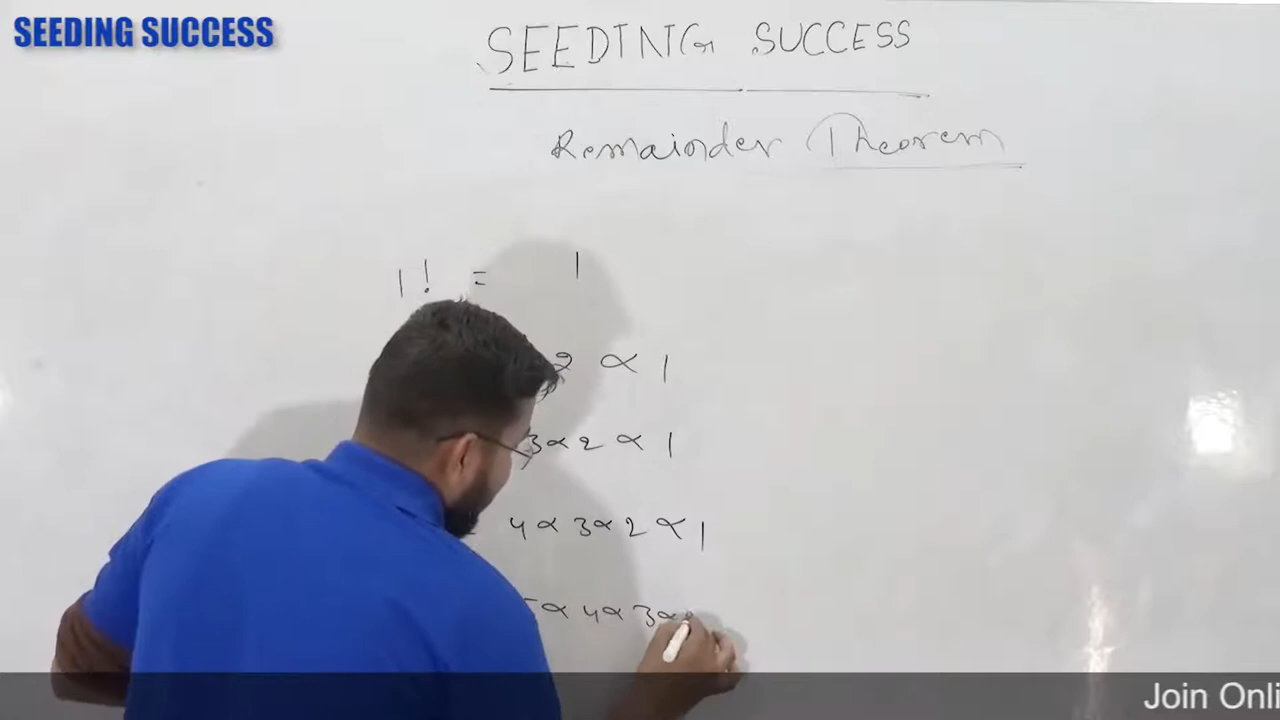 SEEDING SUCCESS
SEEDING SUCCESS
Remainder Theorem
1! = 1
2 × 1
3 × 2 × 1
4 × 3 × 2 × 1
× 4 × 3 ×
Join Onli